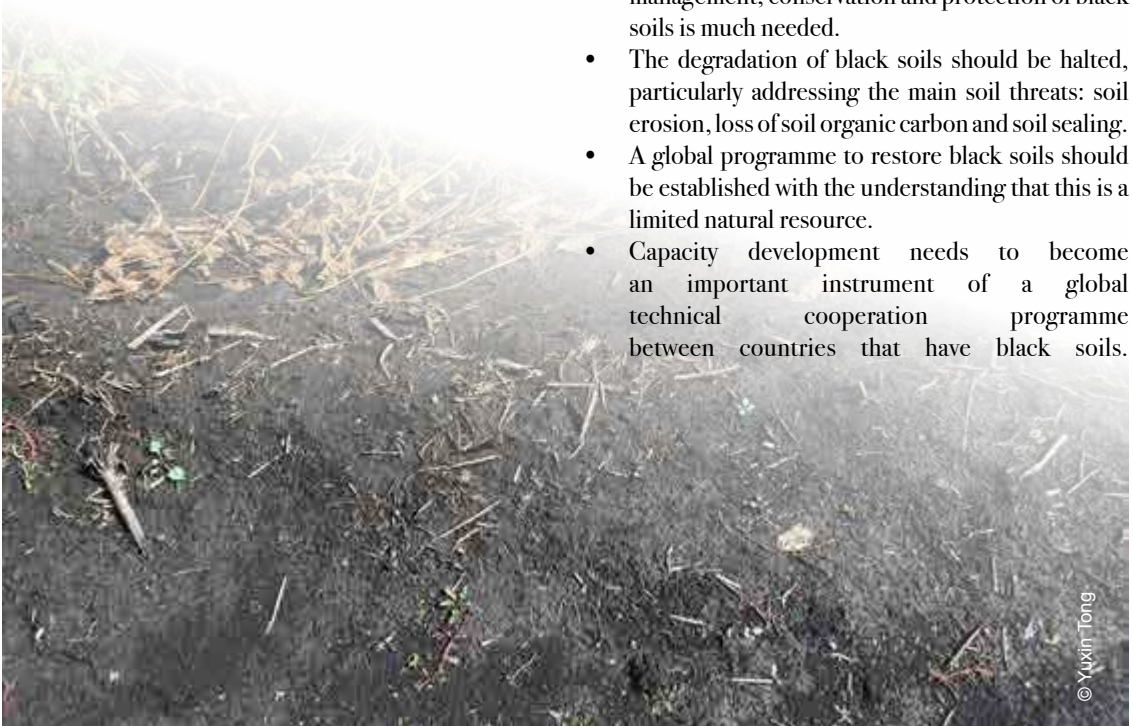 management, conservation and protection of black
soils is much needed.
• The degradation of black soils should be halted,
particularly addressing the main soil threats: soil
erosion, loss of soil organic carbon and soil sealing.
• A global programme to restore black soils should
be established with the understanding that this is a
limited natural resource.
• Capacity development needs to become
an important instrument of a global
technical cooperation programme
between countries that have black soils.
© Yuxin Tong